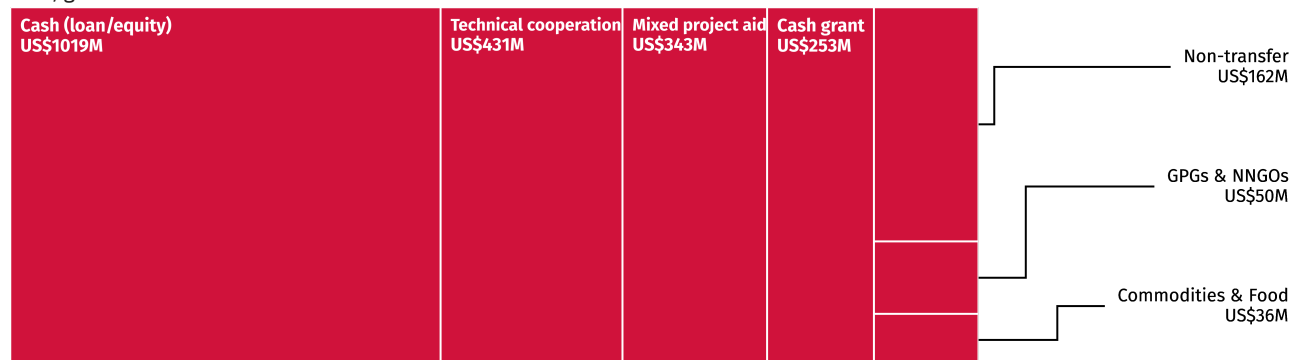 Cash (loan/equity)
US$1019M
Technical cooperation
US$431M
Mixed project aid
US$343M
Cash grant
US$253M
Non-transfer
US$162M
GPGs & NNGOs
US$50M
Commodities & Food
US$36M